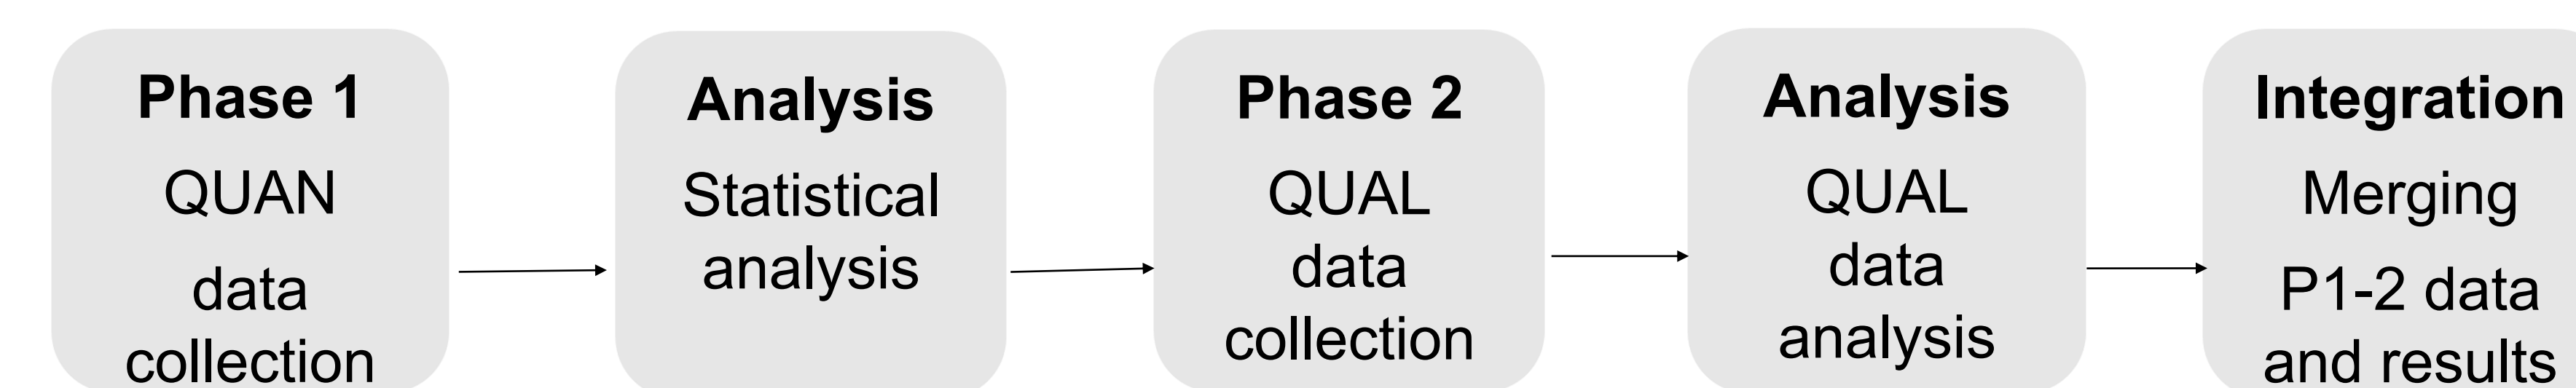 Phase 1
QUAN
data
collection
Analysis
Statistical
analysis
Phase 2
QUAL
data
collection
Analysis
QUAL
data
analysis
Integration
Merging
P1-2 data
and results